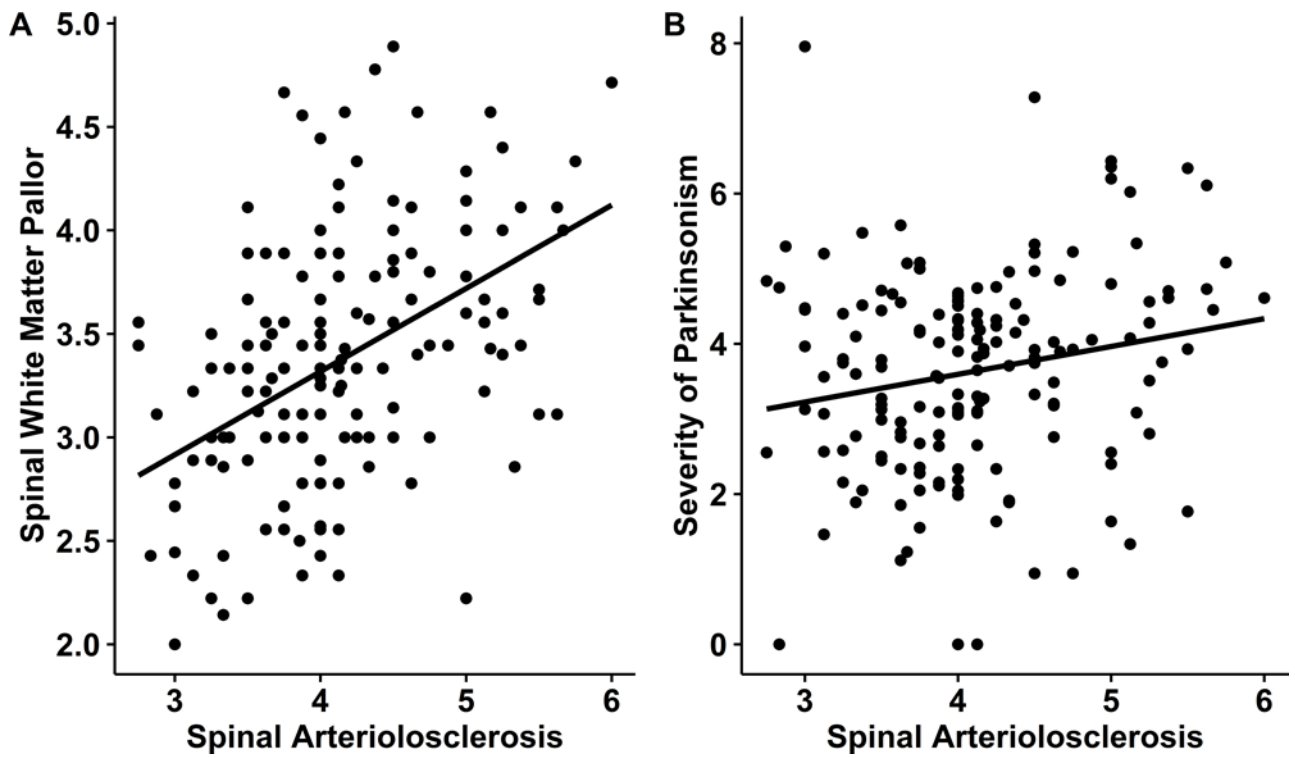 A
Spinal White Matter Pallor
5.0
4.5
4.0
3.5
3.0
2.5
2.0
3 4 5 6
Spinal Arteriolosclerosis
B
Severity of Parkinsonism
8
6
4
2
0
3 4 5 6
Spinal Arteriolosclerosis